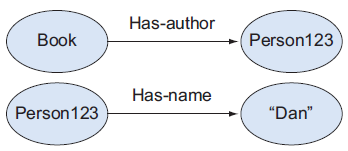 Has-author
Book Person123
Has-name
Person123 “Dan”